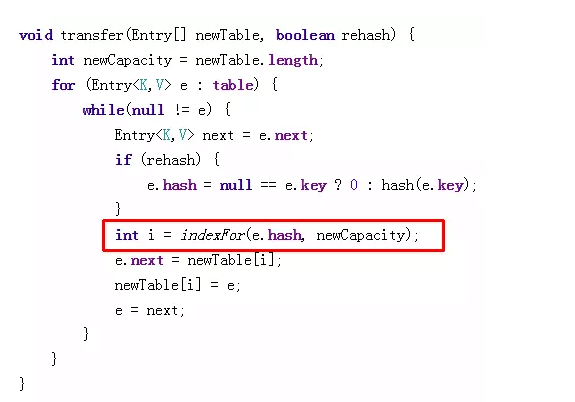 void transfer(Entry[] newTable, boolean rehash) {
int newCapacity = newTable.length;
for (Entry<K,V> e : table) {
while(null != e) {
Entry<K,V> next = e.next;
if (rehash) {
e.hash = null == e.key ? 0 : hash(e.key);
}
int i = indexFor(e.hash, newCapacity);
e.next = newTable[i];
newTable[i] = e;
e = next;
}
}
}